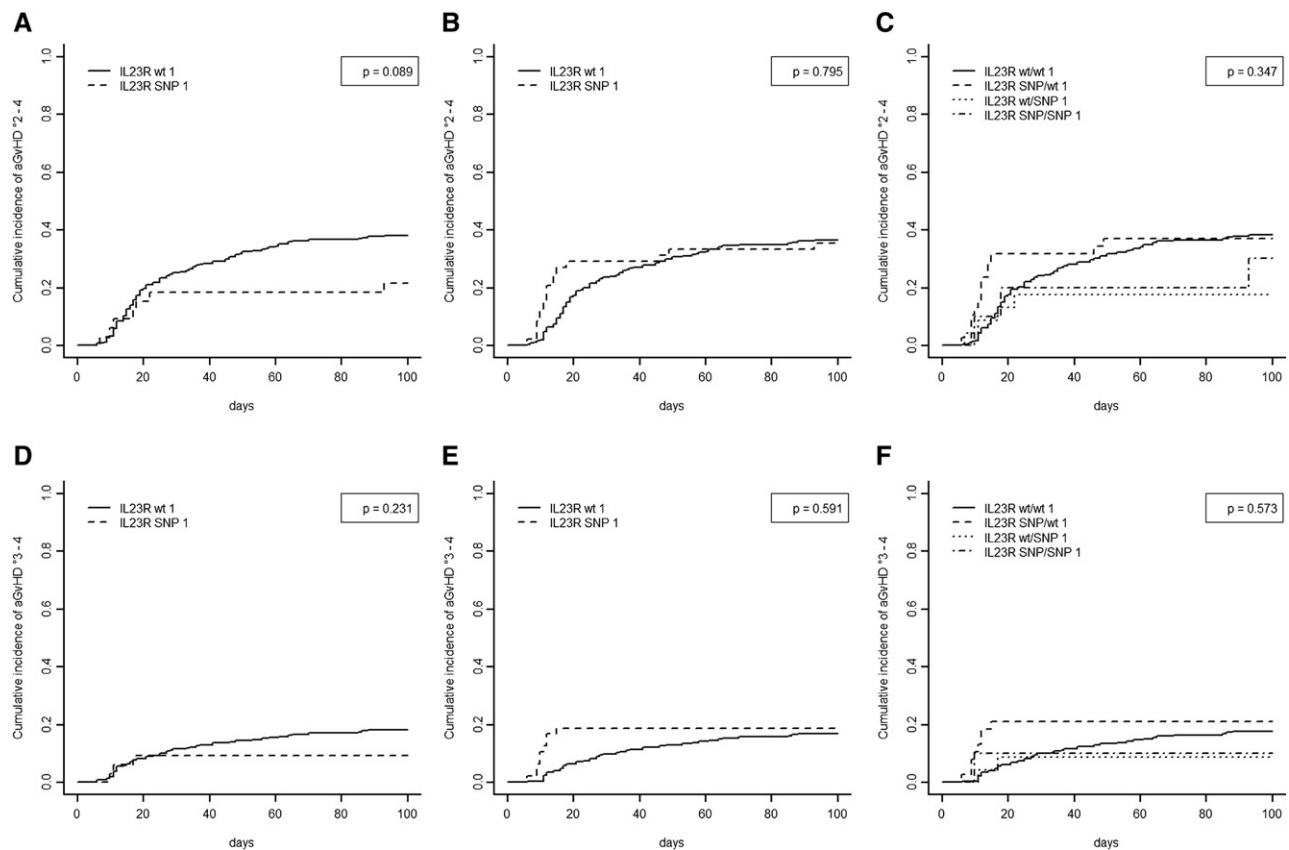 A
Cumulative incidence of aGvHD °2 - 4
1.0
0.8
0.6
0.4
0.2
0.0
IL23R wt 1
IL23R SNP 1
p = 0.089
0 20 40 60 80 100
days
B
Cumulative incidence of aGvHD °2 - 4
1.0
0.8
0.6
0.4
0.2
0.0
IL23R wt 1
IL23R SNP 1
p = 0.795
0 20 40 60 80 100
days
C
Cumulative incidence of aGvHD °2 - 4
1.0
0.8
0.6
0.4
0.2
0.0
IL23R wt/wt 1
IL23R SNP/wt 1
IL23R wt/SNP 1
IL23R SNP/SNP 1
p = 0.347
0 20 40 60 80 100
days
D
Cumulative incidence of aGvHD °3 - 4
1.0
0.8
0.6
0.4
0.2
0.0
IL23R wt 1
IL23R SNP 1
p = 0.231
0 20 40 60 80 100
days
E
Cumulative incidence of aGvHD °3 - 4
1.0
0.8
0.6
0.4
0.2
0.0
IL23R wt 1
IL23R SNP 1
p = 0.591
0 20 40 60 80 100
days
F
Cumulative incidence of aGvHD °3 - 4
1.0
0.8
0.6
0.4
0.2
0.0
IL23R wt/wt 1
IL23R SNP/wt 1
IL23R wt/SNP 1
IL23R SNP/SNP 1
p = 0.573
0 20 40 60 80 100
days